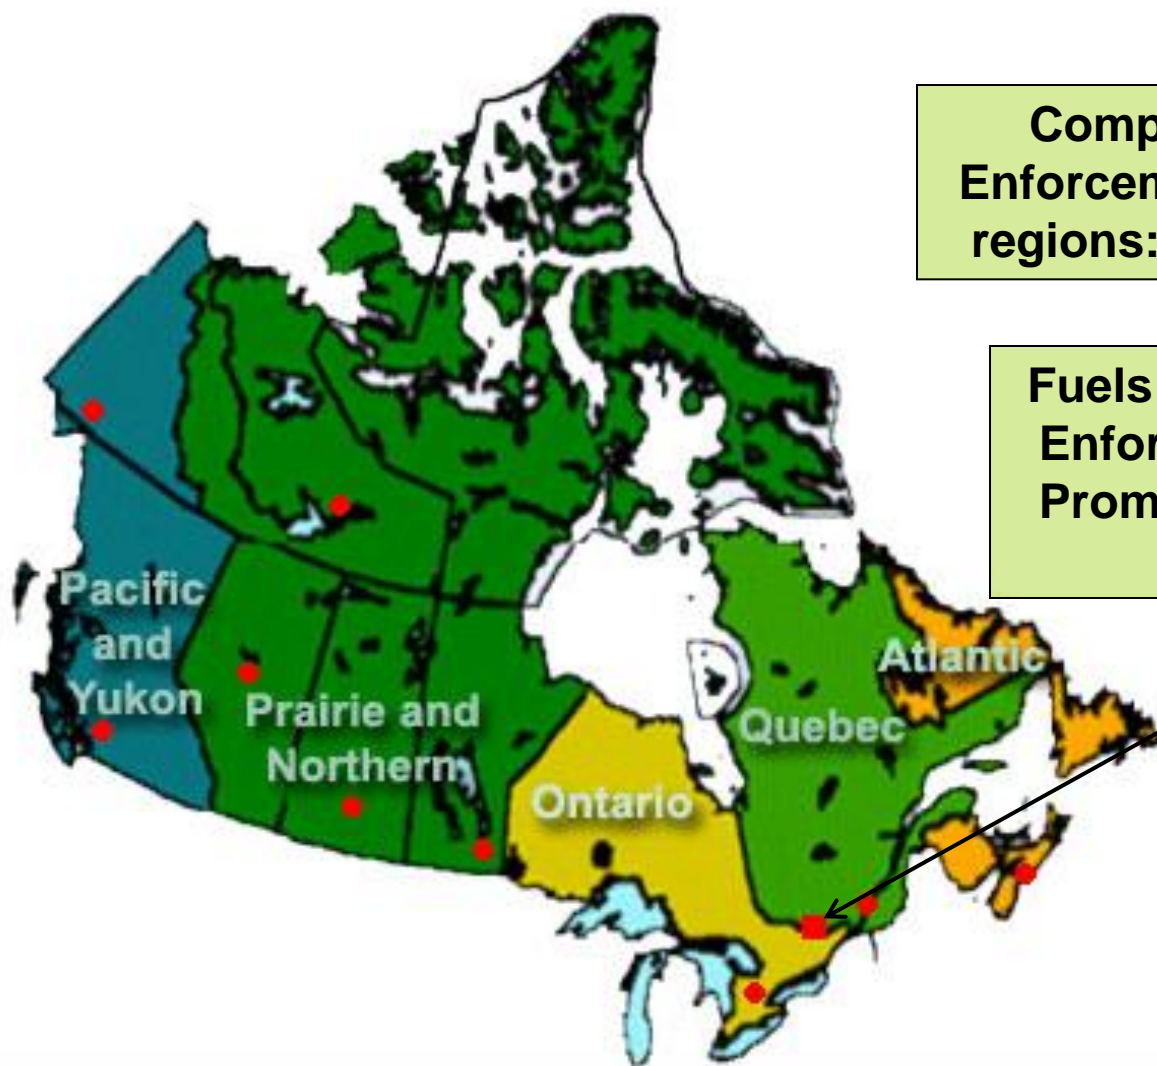 Comp
Enforcem
regions:
Fuels
Enfor
Prom
Pacific
and
Yukon
Prairie and
Northern
Ontario
Quebec
Atlantic